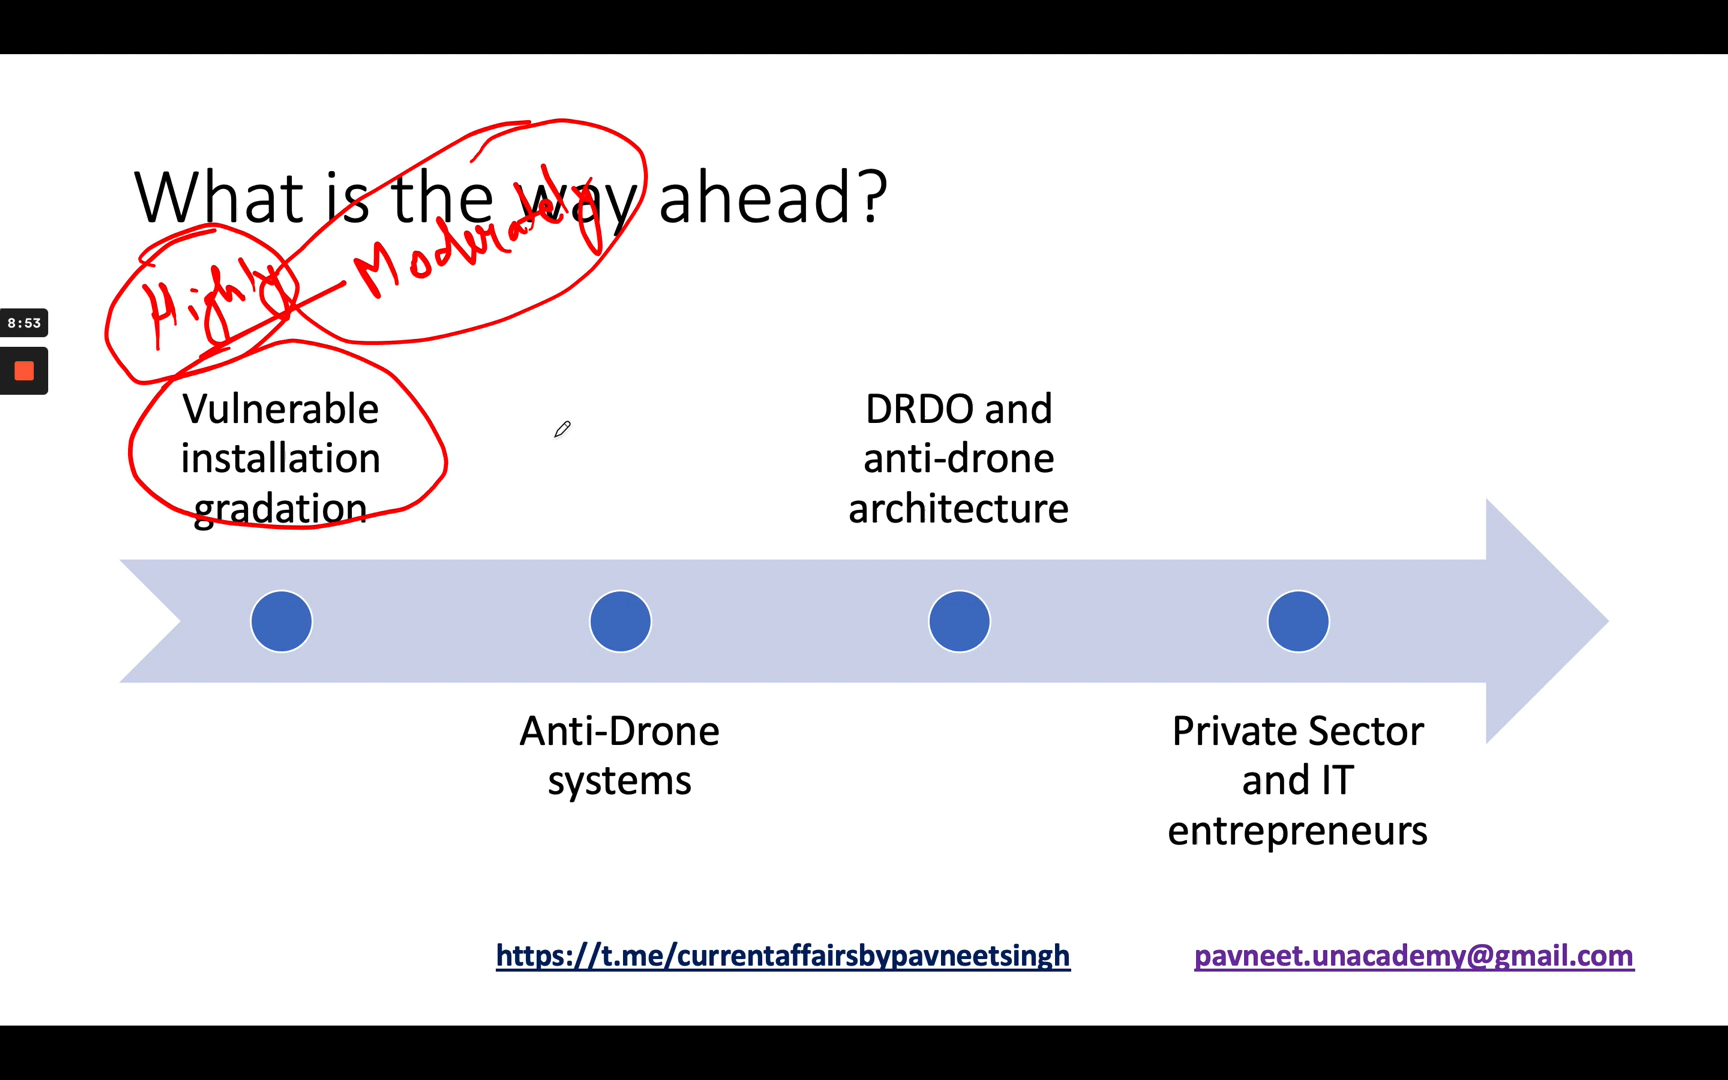 What is the way ahead?
Highly - Moderately
8:53
Vulnerable
installation
gradation
DRDO and
anti-drone
architecture
Anti-Drone
systems
Private Sector
and IT
entrepreneurs
https://t.me/currentaffairsbypavneetsingh
pavneet.unacademy@gmail.com